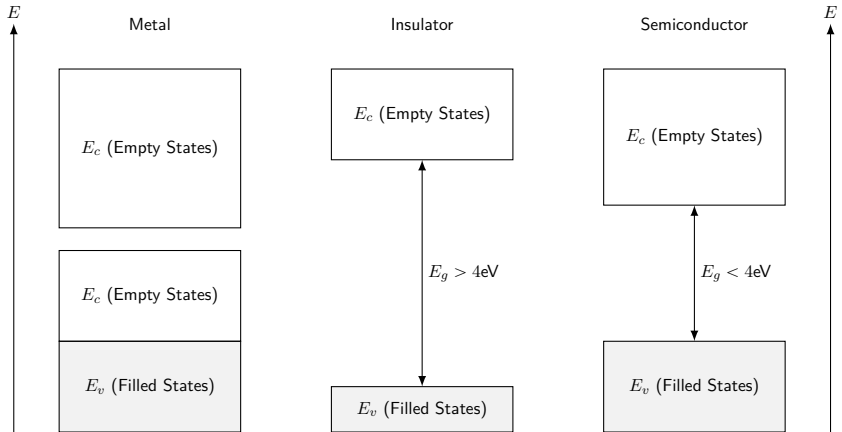 E
Metal
Insulator
Semiconductor
E
E_c (Empty States)
E_c (Empty States)
E_c (Empty States)
E_c (Empty States)
E_g > 4eV
E_g < 4eV
E_v (Filled States)
E_v (Filled States)
E_v (Filled States)